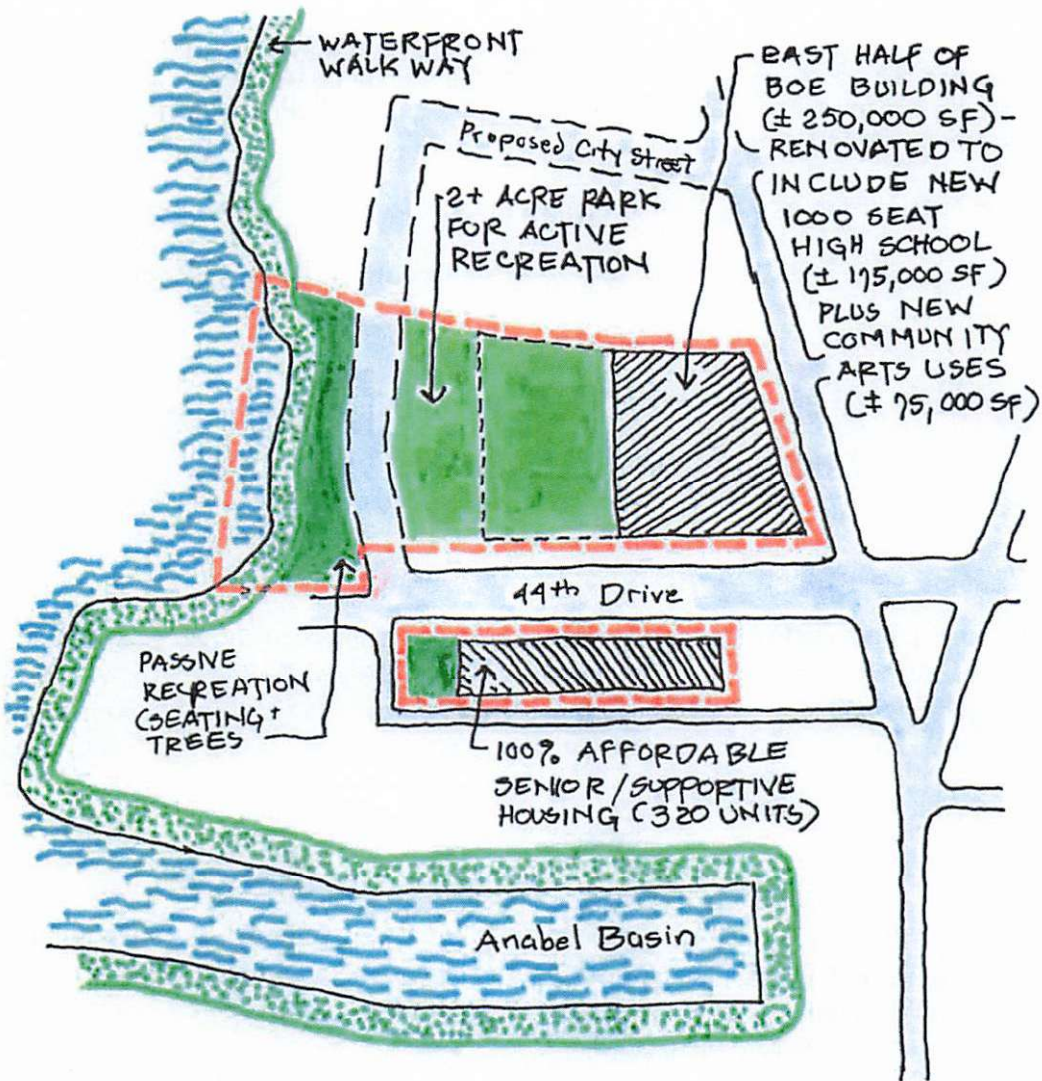 WATERFRONT
WALK WAY
EAST HALF OF
BOE BUILDING
(± 250,000 SF) -
RENOVATED TO
INCLUDE NEW
1000 SEAT
HIGH SCHOOL
(± 175,000 SF)
PLUS NEW
COMMUNITY
ARTS USES
(± 75,000 SF)
Proposed City Street
2+ ACRE PARK
FOR ACTIVE
RECREATION
44th Drive
PASSIVE
RECREATION
(SEATING +
TREES
100% AFFORDABLE
SENIOR/SUPPORTIVE
HOUSING (320 UNITS)
Anabel Basin